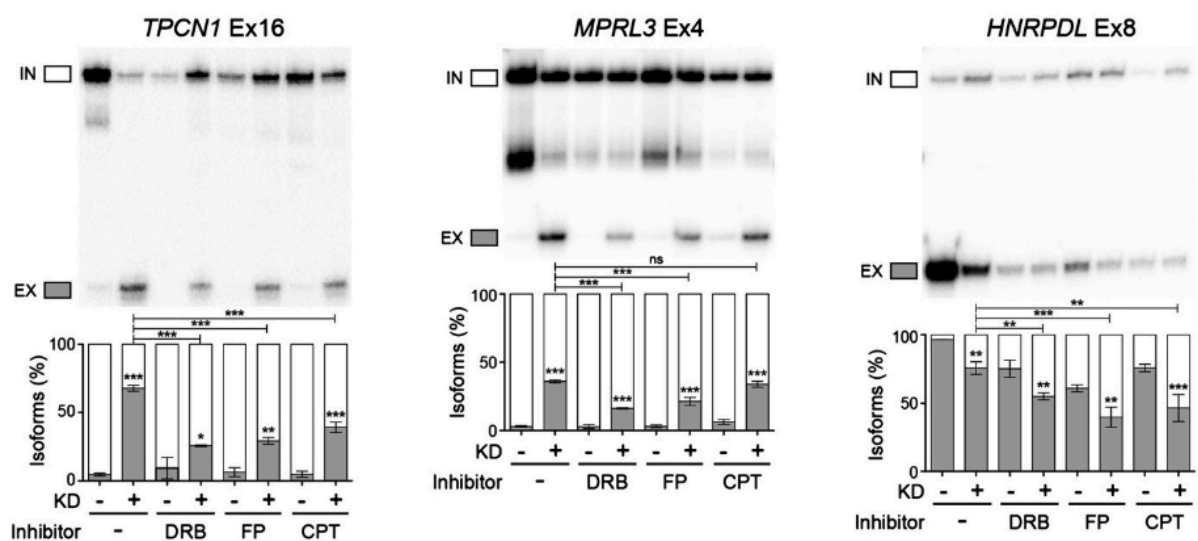 TPCN1 Ex16
IN
EX
***
***
***
Isoforms (%)
100
50
0
***
*
**
***
KD - + - + - + - +
Inhibitor - DRB FP CPT
MPRL3 Ex4
IN
EX
ns
***
***
Isoforms (%)
100
50
0
***
***
***
***
KD - + - + - + - +
Inhibitor - DRB FP CPT
HNRPDL Ex8
IN
EX
**
***
**
Isoforms (%)
100
50
0
**
**
**
***
KD - + - + - + - +
Inhibitor - DRB FP CPT